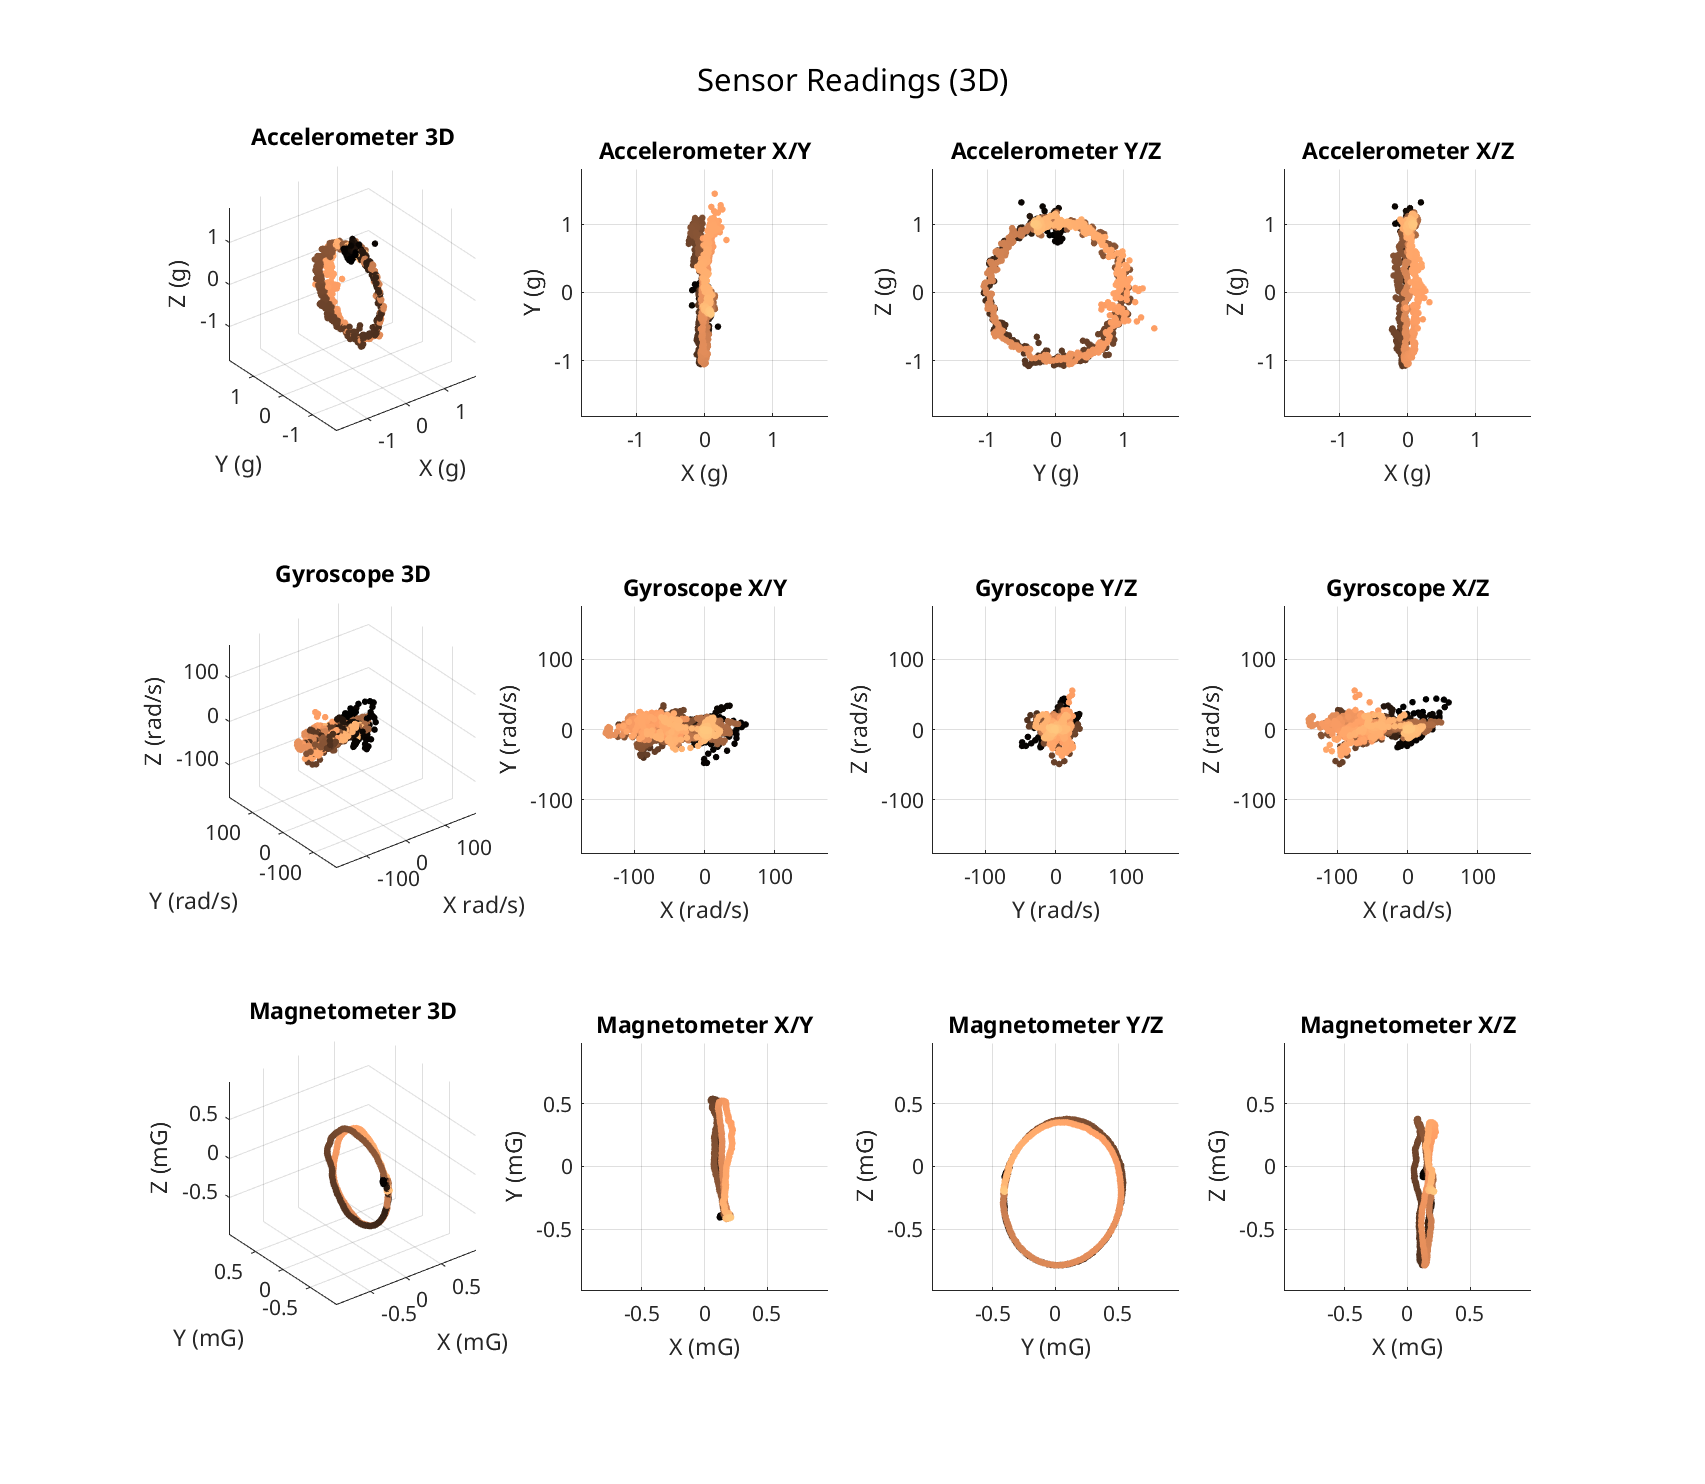 Sensor Readings (3D)
Accelerometer 3D
Z (g)
1
0
-1
1
0
-1
Y (g)
-1
0
1
X (g)
Accelerometer X/Y
Y (g)
1
0
-1
-1
0
1
X (g)
Accelerometer Y/Z
Z (g)
1
0
-1
-1
0
1
Y (g)
Accelerometer X/Z
Z (g)
1
0
-1
-1
0
1
X (g)
Gyroscope 3D
Z (rad/s)
100
0
-100
100
0
-100
Y (rad/s)
-100
0
100
X rad/s)
Gyroscope X/Y
Y (rad/s)
100
0
-100
-100
0
100
X (rad/s)
Gyroscope Y/Z
Z (rad/s)
100
0
-100
-100
0
100
Y (rad/s)
Gyroscope X/Z
Z (rad/s)
100
0
-100
-100
0
100
X (rad/s)
Magnetometer 3D
Z (mG)
0.5
0
-0.5
0.5
0
-0.5
Y (mG)
-0.5
0
0.5
X (mG)
Magnetometer X/Y
Y (mG)
0.5
0
-0.5
-0.5
0
0.5
X (mG)
Magnetometer Y/Z
Z (mG)
0.5
0
-0.5
-0.5
0
0.5
Y (mG)
Magnetometer X/Z
Z (mG)
0.5
0
-0.5
-0.5
0
0.5
X (mG)